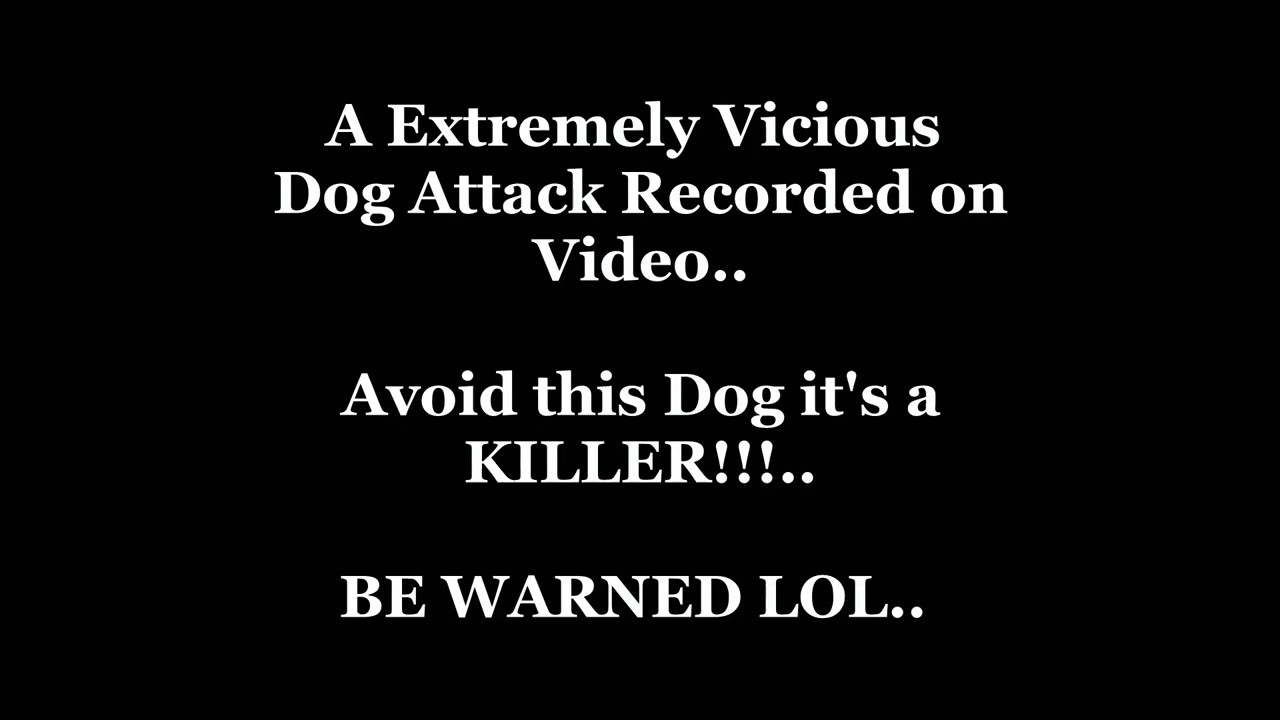 A Extremely Vicious
Dog Attack Recorded on
Video..
Avoid this Dog it's a
KILLER!!!..
BE WARNED LOL..